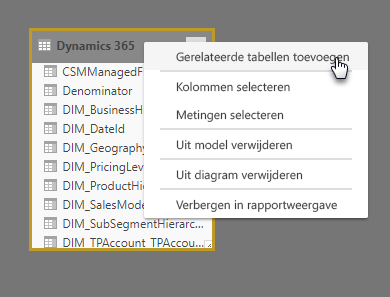 Dynamics 365
CSMManagedF
Denominator
DIM_BusinessH
DIM_DateId
DIM_Geography
DIM_PricingLev
DIM_ProductHie
DIM_SalesMode
DIM_SubSegmentHierarc...
DIM_TPAccount_TPAccou...
Gerelateerde tabellen toevoegen
Kolommen selecteren
Metingen selecteren
Uit model verwijderen
Uit diagram verwijderen
Verbergen in rapportweergave